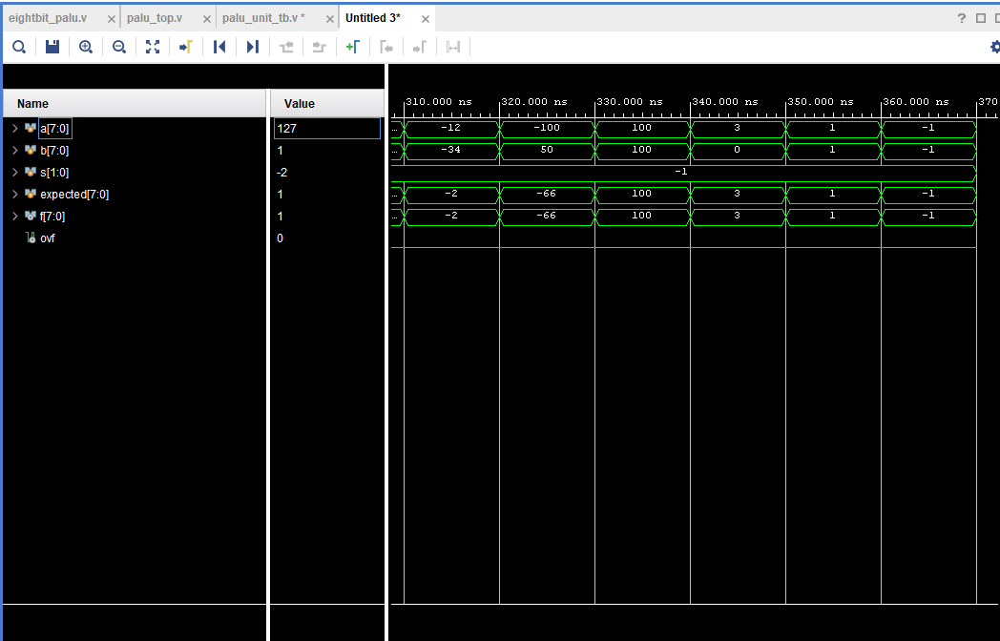 eightbit_palu.v × palu_top.v × palu_unit_tb.v * × Untitled 3* × ?
310.000 ns 320.000 ns 330.000 ns 340.000 ns 350.000 ns 360.000 ns 370
Name Value
a[7:0] 127 ... -12 -100 100 3 1 -1
b[7:0] 1 ... -34 50 100 0 1 -1
s[1:0] -2 -1
expected[7:0] 1 ... -2 -66 100 3 1 -1
f[7:0] 1 ... -2 -66 100 3 1 -1
ovf 0